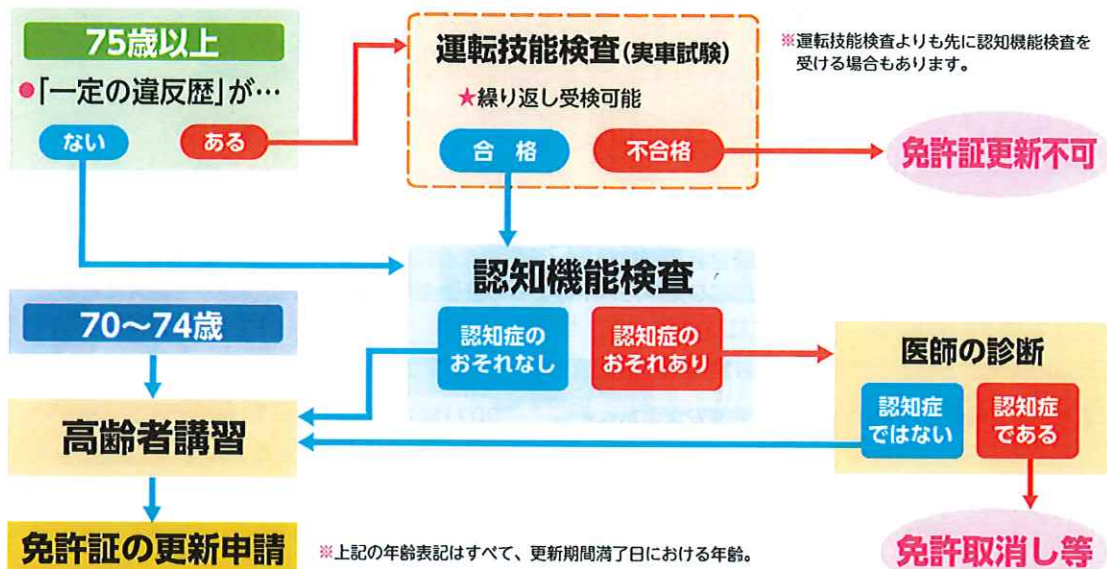 75歳以上
●「一定の違反歴」が…
ない
ある
運転技能検査(実車試験)
★繰り返し受検可能
合 格
不合格
※運転技能検査よりも先に認知機能検査を
受ける場合もあります。
免許証更新不可
認知機能検査
認知症の
おそれなし
認知症の
おそれあり
医師の診断
認知症
ではない
認知症
である
70〜74歳
高齢者講習
免許証の更新申請
※上記の年齢表記はすべて、更新期間満了日における年齢。
免許取消し等